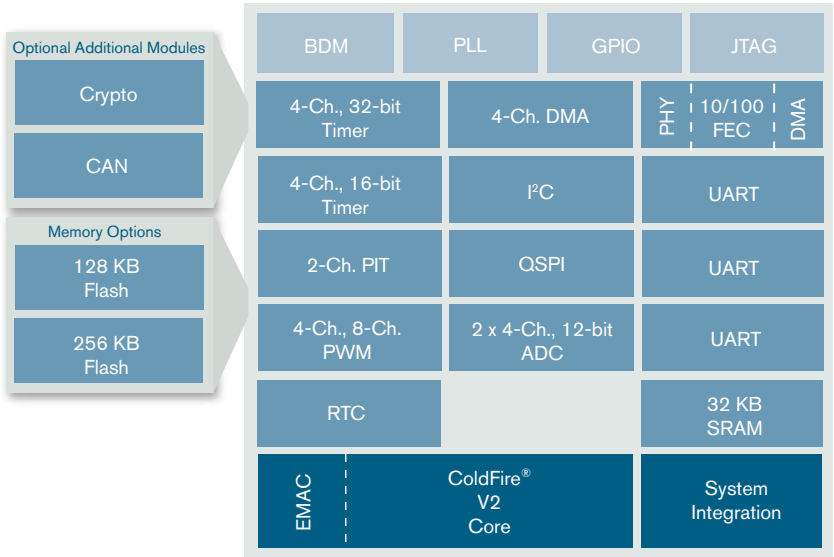 Optional Additional Modules
Crypto
CAN
Memory Options
128 KB
Flash
256 KB
Flash
BDM
PLL
GPIO
JTAG
4-Ch., 32-bit
Timer
4-Ch. DMA
PHY
10/100
FEC
DMA
4-Ch., 16-bit
Timer
I²C
UART
2-Ch. PIT
QSPI
UART
4-Ch., 8-Ch.
PWM
2 x 4-Ch., 12-bit
ADC
UART
RTC
32 KB
SRAM
EMAC
ColdFire®
V2
Core
System
Integration